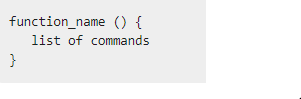 function_name () {
   list of commands
}